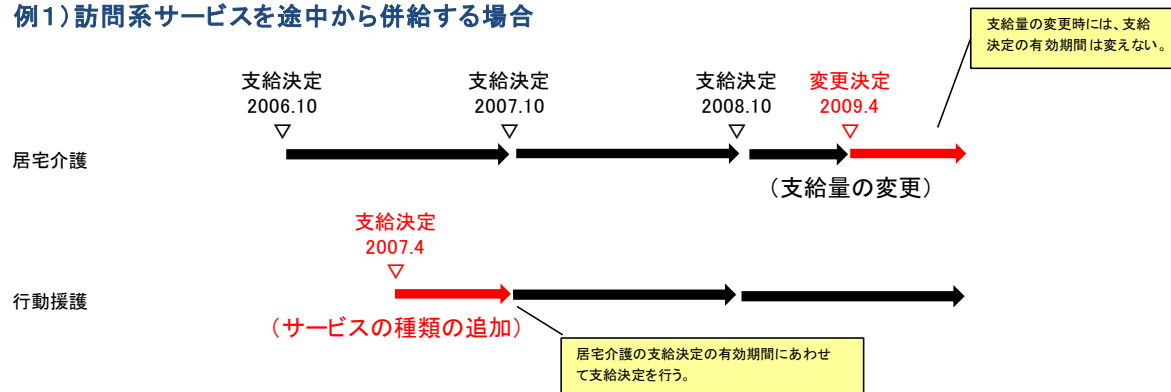 例1)訪問系サービスを途中から併給する場合
支給量の変更時には、支給
決定の有効期間は変えない。
支給決定
2006.10
▽
支給決定
2007.10
▽
支給決定
2008.10
▽
変更決定
2009.4
▽
居宅介護
(支給量の変更)
支給決定
2007.4
▽
行動援護
(サービスの種類の追加)
居宅介護の支給決定の有効期間にあわせ
て支給決定を行う。